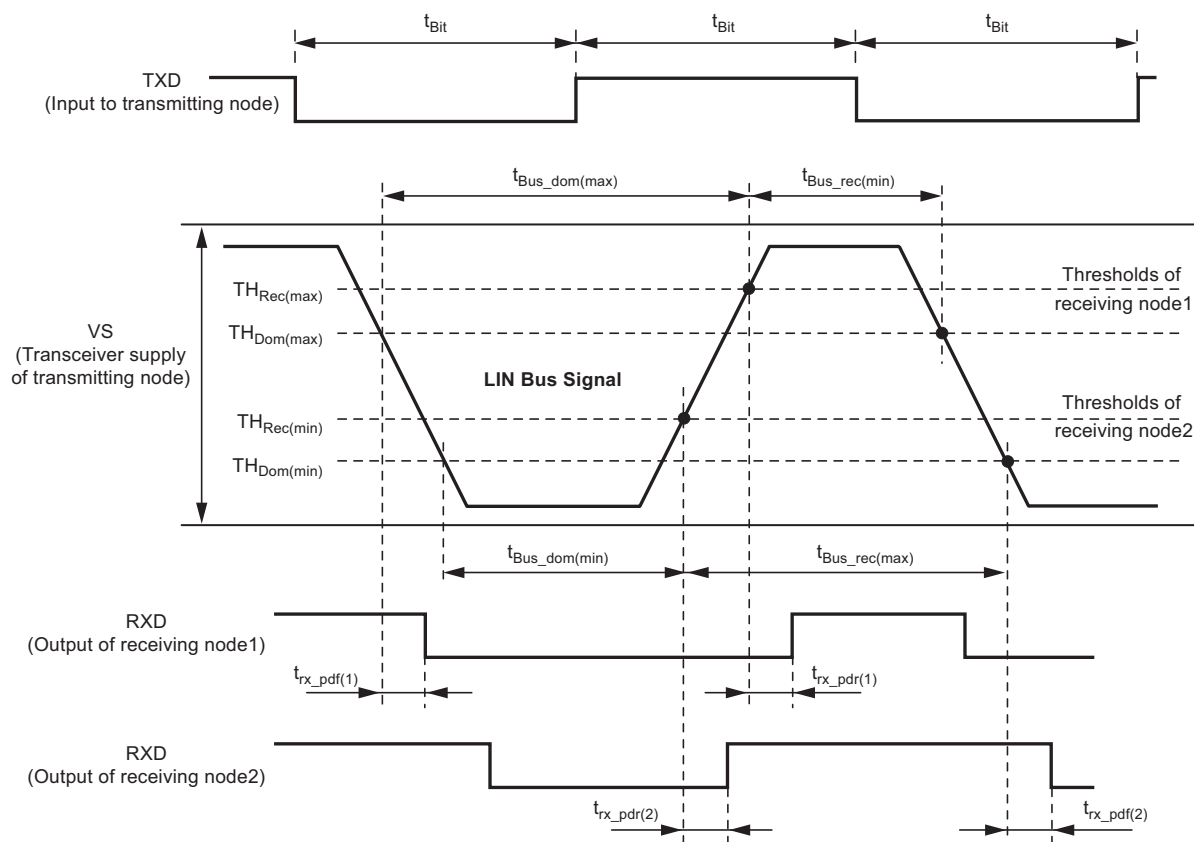 tBit
tBit
tBit
TXD
(Input to transmitting node)
tBus_dom(max)
tBus_rec(min)
THRec(max)
Thresholds of
receiving node1
THDom(max)
VS
(Transceiver supply
of transmitting node)
LIN Bus Signal
THRec(min)
Thresholds of
receiving node2
THDom(min)
tBus_dom(min)
tBus_rec(max)
RXD
(Output of receiving node1)
trx_pdf(1)
trx_pdr(1)
RXD
(Output of receiving node2)
trx_pdr(2)
trx_pdf(2)